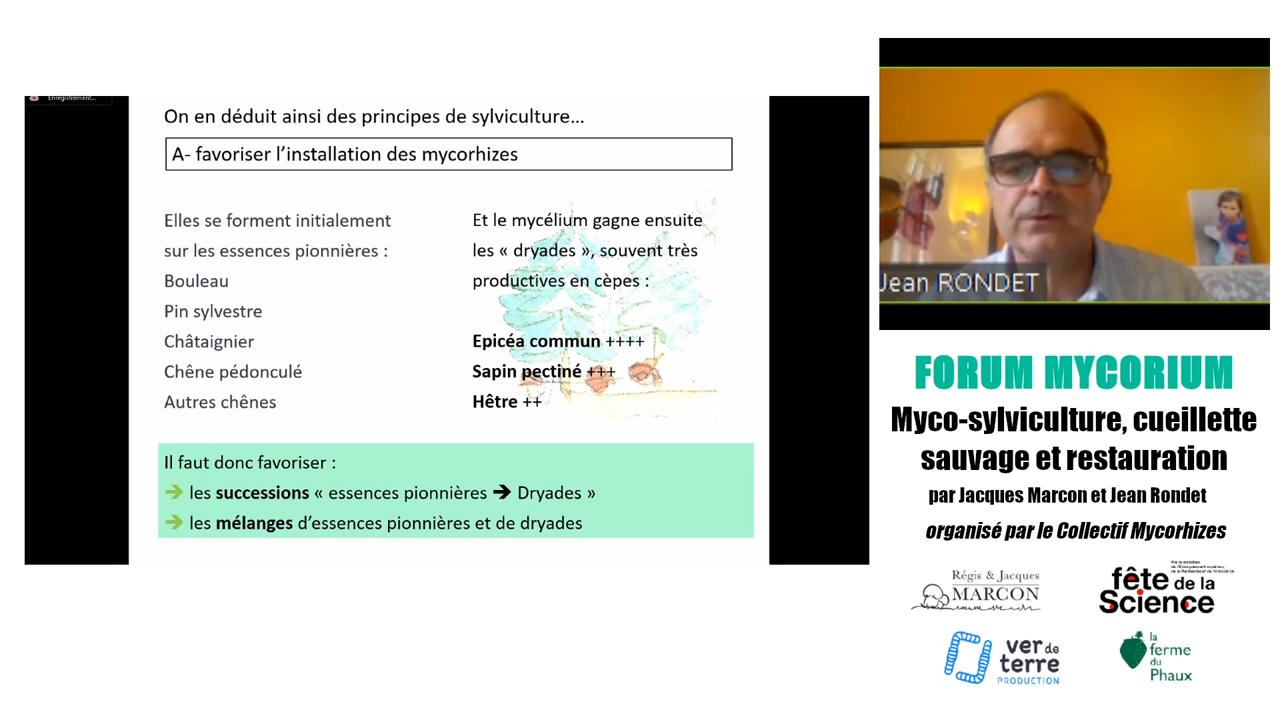 Enregistrement...
On en déduit ainsi des principes de sylviculture...
A- favoriser l'installation des mycorhizes
Elles se forment initialement
sur les essences pionnières :
Bouleau
Pin sylvestre
Châtaignier
Chêne pédonculé
Autres chênes
Et le mycélium gagne ensuite
les « dryades », souvent très
productives en cèpes :
Epicéa commun ++++
Sapin pectiné +++
Hêtre ++
Il faut donc favoriser :
➔ les successions « essences pionnières ➔ Dryades »
➔ les mélanges d'essences pionnières et de dryades
Jean RONDET
FORUM MYCORIUM
Myco-sylviculture, cueillette
sauvage et restauration
par Jacques Marcon et Jean Rondet
organisé par le Collectif Mycorhizes
Régis & Jacques
MARCON
fête de la
Science
ver de
terre
PRODUCTION
la
ferme
du
Phaux